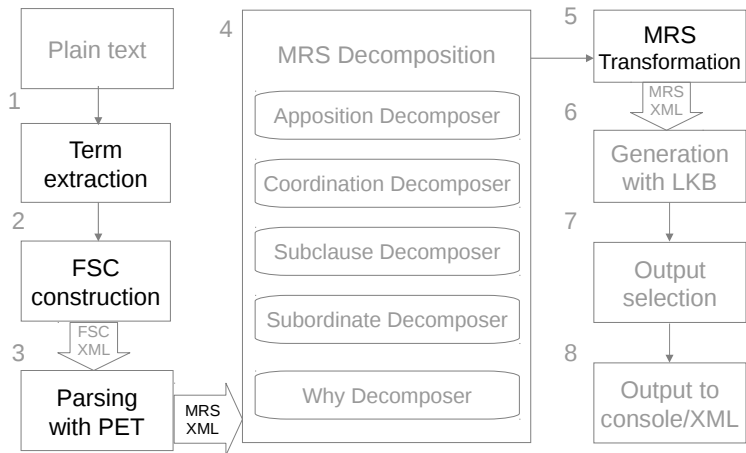 Plain text
1
Term
extraction
2
FSC
construction
FSC
XML
3
Parsing
with PET
MRS
XML
4
MRS Decomposition
Apposition Decomposer
Coordination Decomposer
Subclause Decomposer
Subordinate Decomposer
Why Decomposer
5
MRS
Transformation
MRS
XML
6
Generation
with LKB
7
Output
selection
8
Output to
console/XML